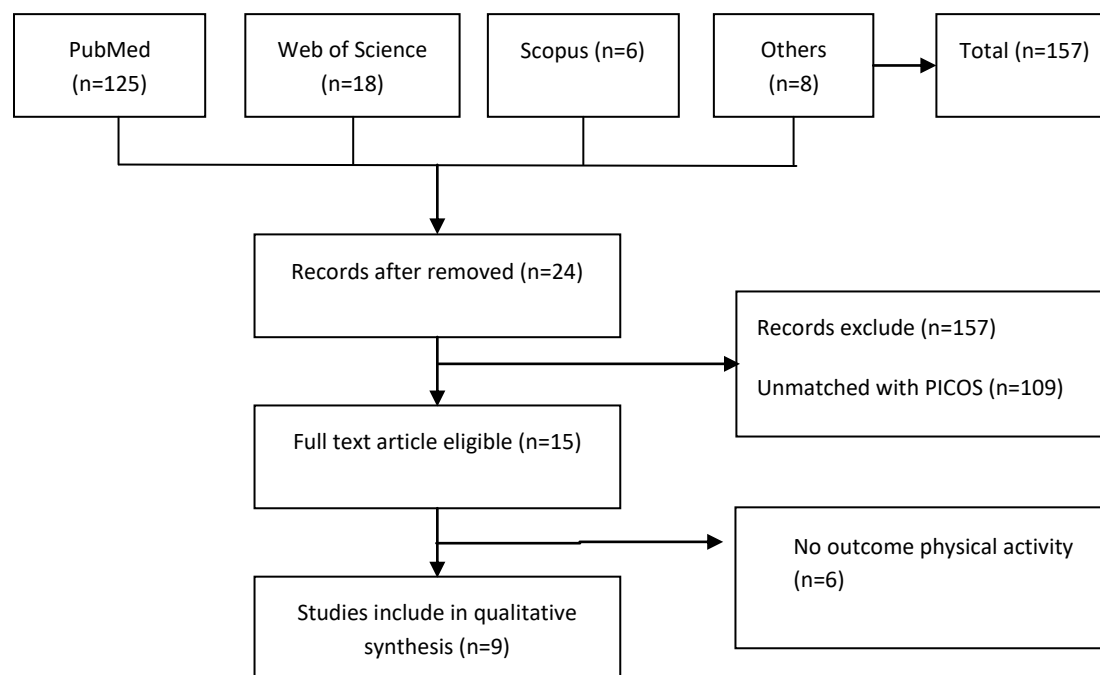 PubMed
(n=125)
Web of Science
(n=18)
Scopus (n=6)
Others
(n=8)
Total (n=157)
Records after removed (n=24)
Records exclude (n=157)
Unmatched with PICOS (n=109)
Full text article eligible (n=15)
No outcome physical activity
(n=6)
Studies include in qualitative
synthesis (n=9)